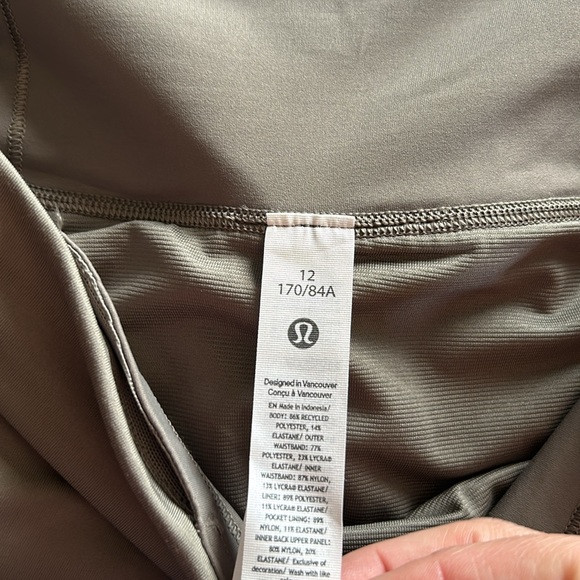 12
170/84A
Designed in Vancouver
Conçu à Vancouver
EN Made in Indonesia/
BODY: 86% RECYCLED
POLYESTER, 14%
ELASTANE/ OUTER
WAISTBAND: 77%
POLYESTER, 23% LYCRA®
ELASTANE/ INNER
WAISTBAND: 87% NYLON,
13% LYCRA® ELASTANE/
LINER: 89% POLYESTER,
11% LYCRA® ELASTANE/
POCKET LINING: 89%
NYLON, 11% ELASTANE/
INNER BACK UPPER PANEL:
80% NYLON, 20%
ELASTANE/ Exclusive of
decoration/ Wash with like